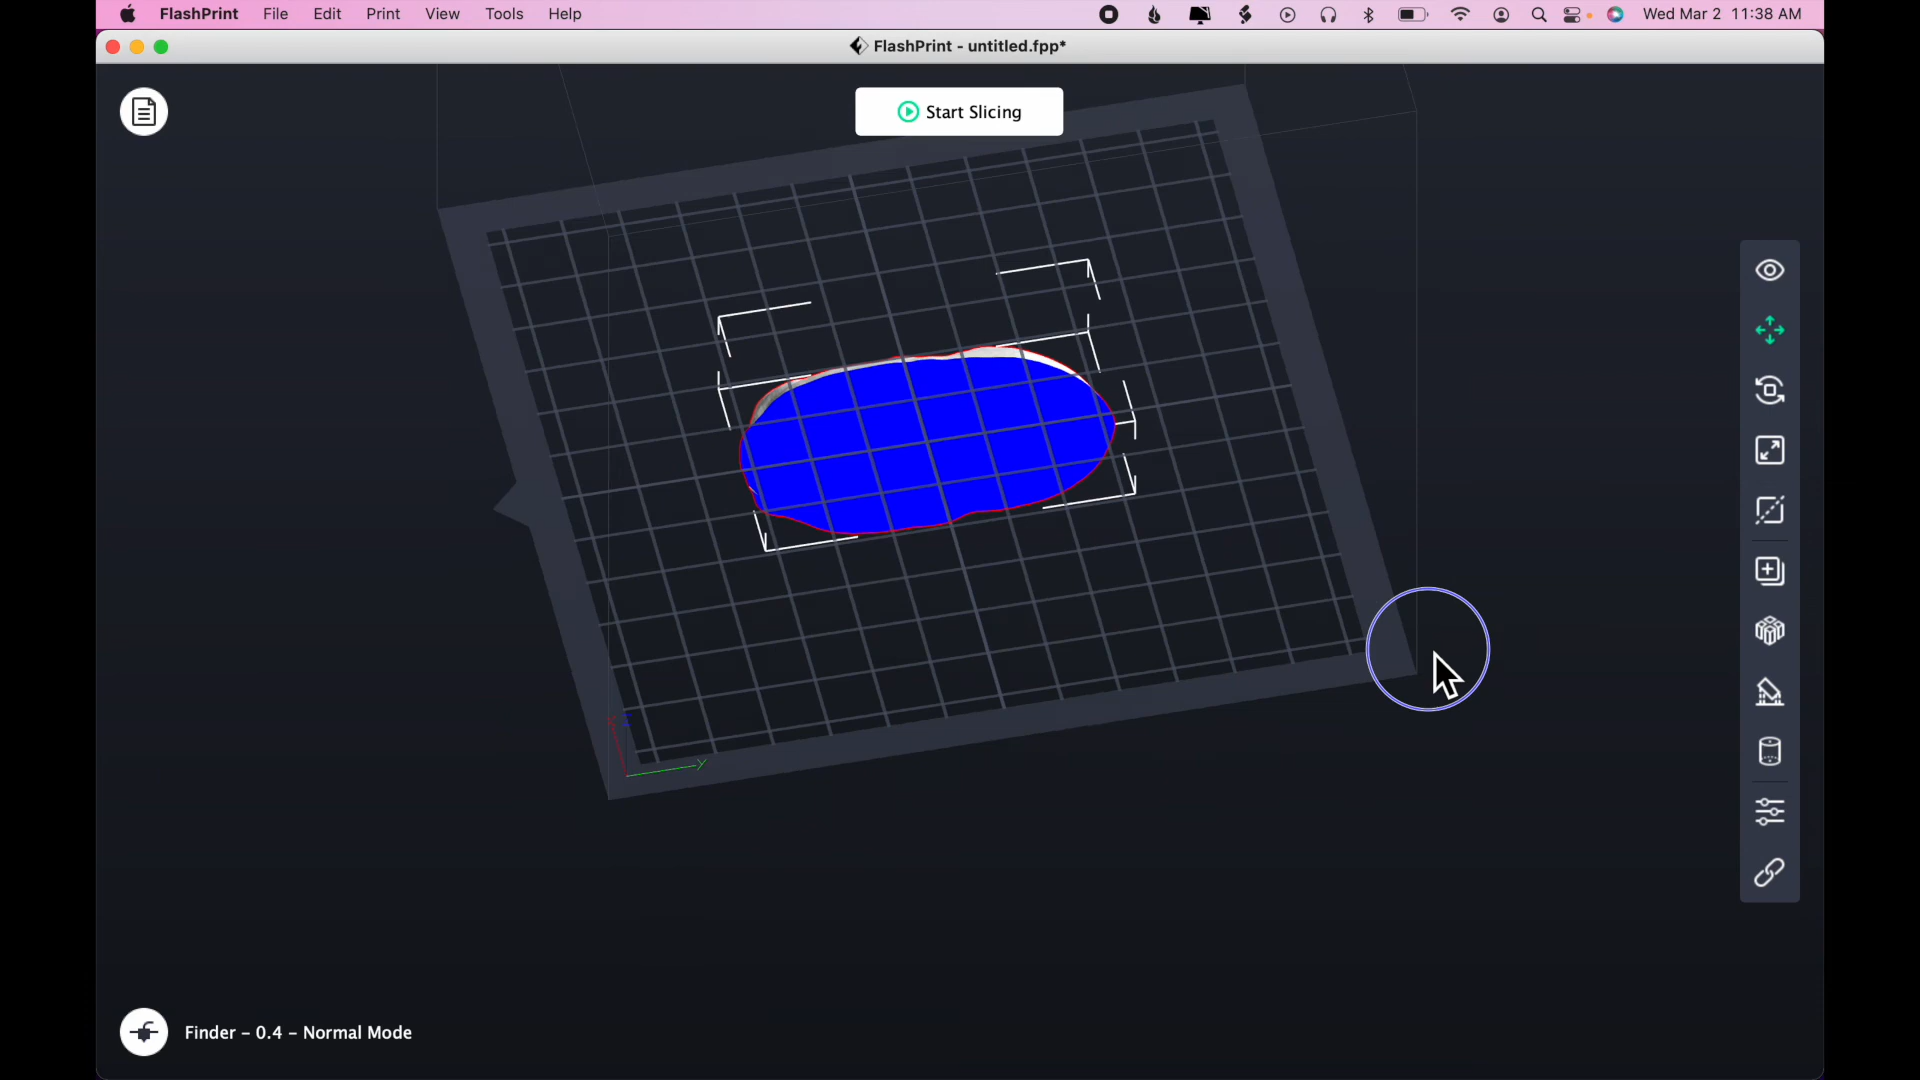 FlashPrint File Edit Print View Tools Help Wed Mar 2 11:38 AM
FlashPrint - untitled.fpp*
Start Slicing
Y
Finder – 0.4 – Normal Mode